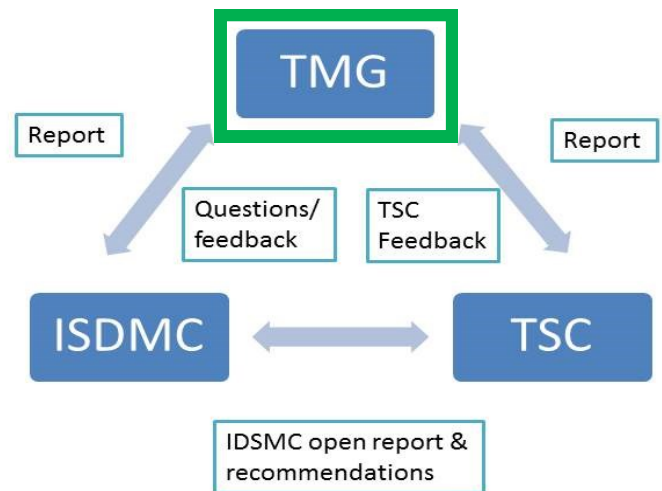 TMG
Report
Report
Questions/
feedback
TSC
Feedback
ISDMC
TSC
IDSMC open report &
recommendations